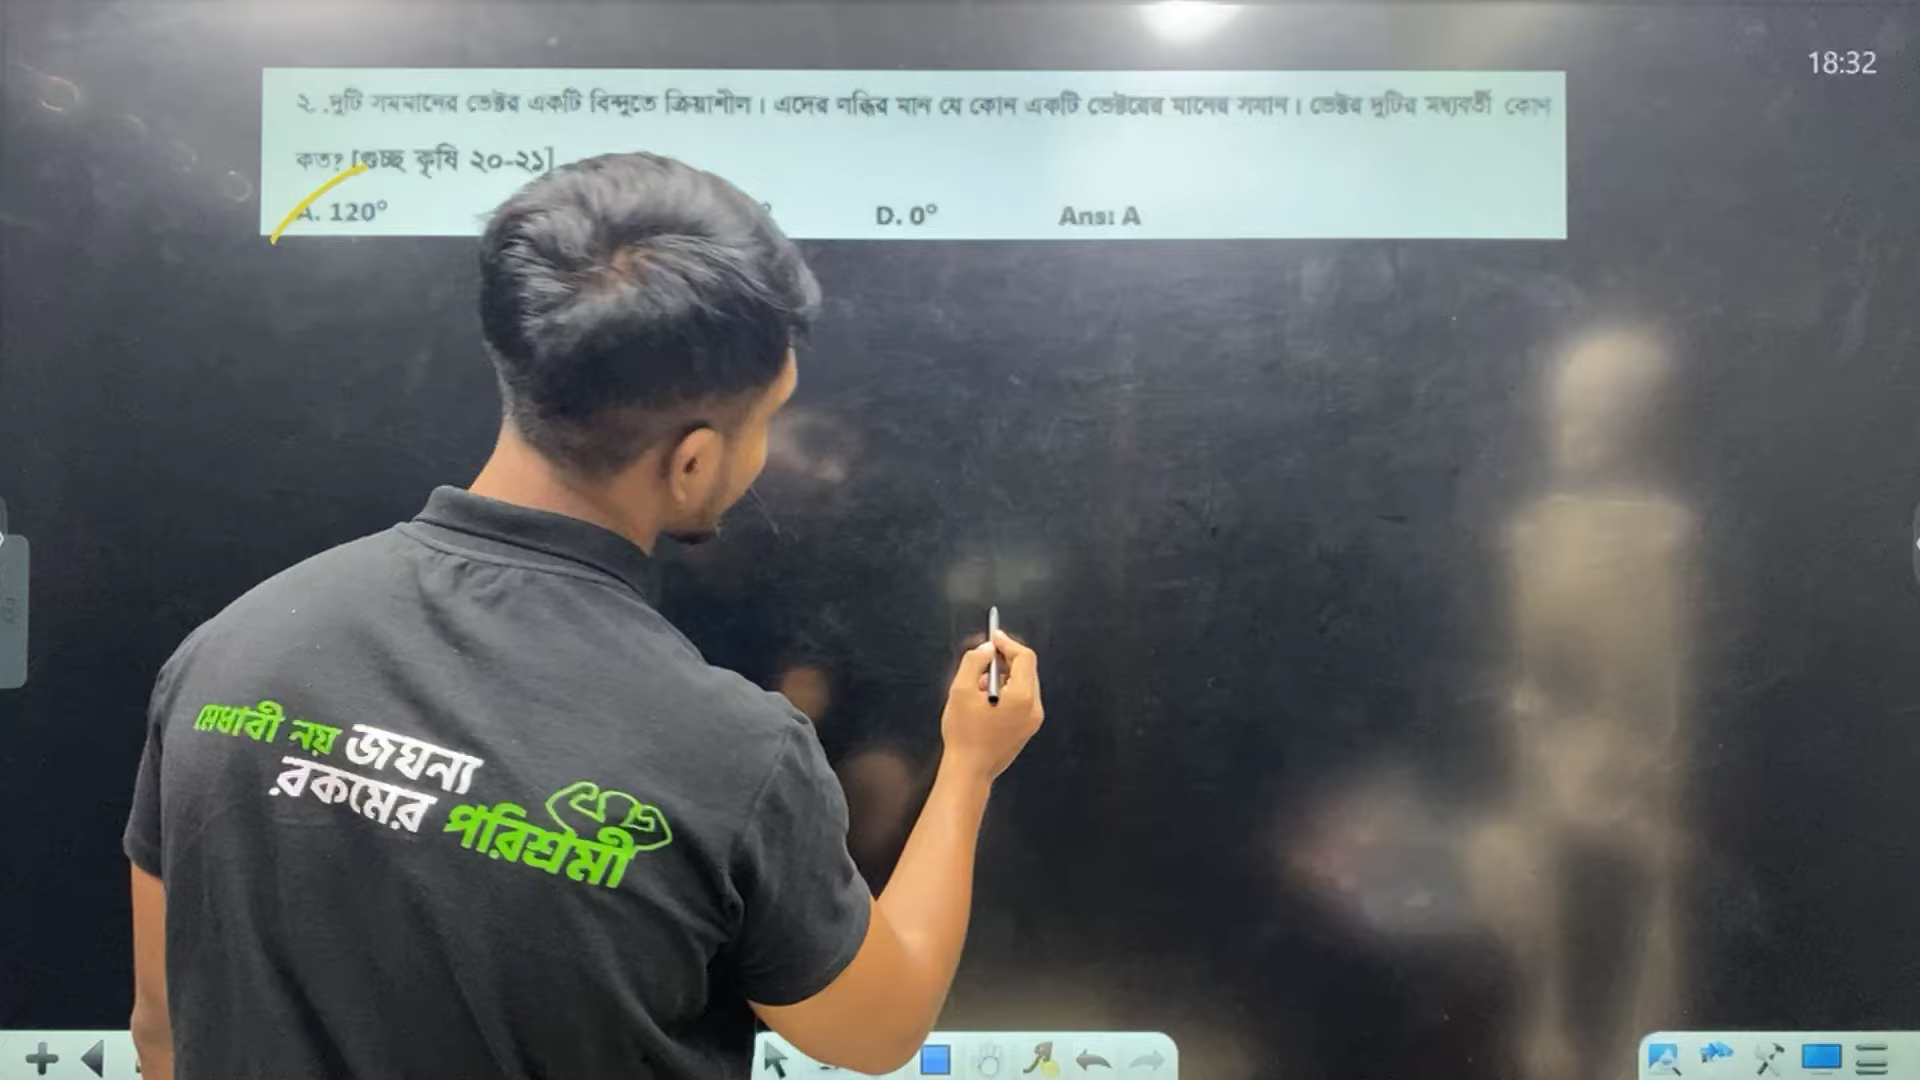 18:32
২. .দুটি সমমানের ভেক্টর একটি বিন্দুতে ক্রিয়াশীল। এদের লব্ধির মান যে কোন একটি ভেক্টরের মানের সমান। ভেক্টর দুটির মধ্যবর্তী কোণ
কত? [গুচ্ছ কৃষি ২০-২১]
A. 120° D. 0° Ans: A
মেধাবী নয় জঘন্য
রকমের পরিশ্রমী